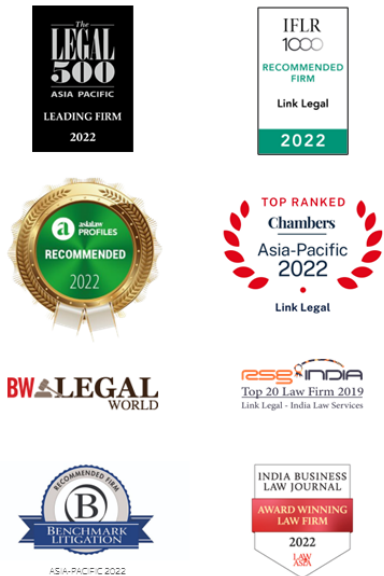 The
LEGAL
500
ASIA PACIFIC
LEADING FIRM
2022
IFLR
1000
RECOMMENDED
FIRM
Link Legal
2022
a asialaw
PROFILES
RECOMMENDED
2022
TOP RANKED
Chambers
Asia-Pacific
2022
Link Legal
BW LEGAL
WORLD
RSG INDIA
Top 20 Law Firm 2019
Link Legal - India Law Services
RECOMMENDED FIRM
B
BENCHMARK
LITIGATION
ASIA-PACIFIC 2022
INDIA BUSINESS
LAW JOURNAL
AWARD WINNING
LAW FIRM
2022
LAW
ASIA